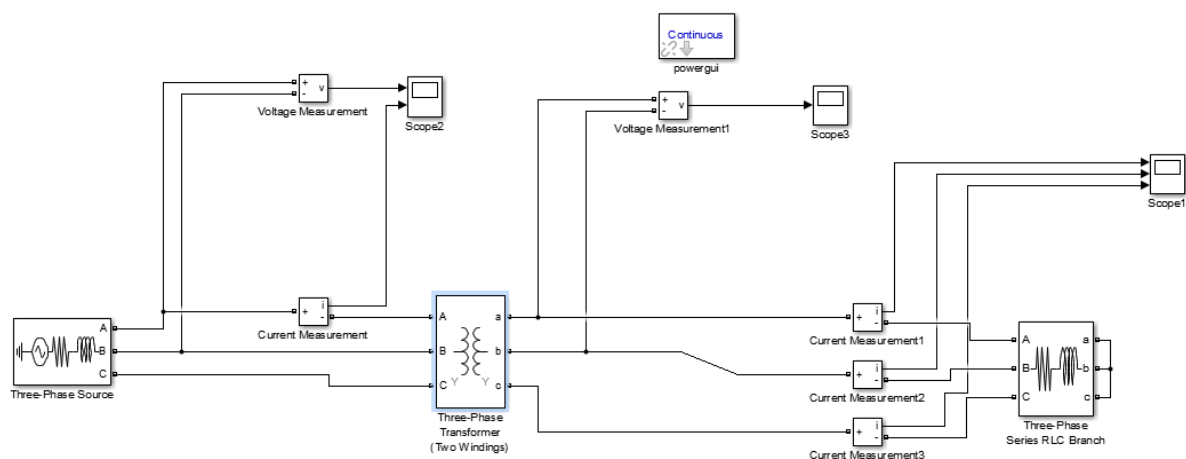 Continuous
powergui
+
-
v
Voltage Measurement
Scope2
+
-
v
Voltage Measurement1
Scope3
Scope1
+
i
-
Current Measurement
A
B
C
Three-Phase Source
A
B
C
a
b
c
Y
Y
Three-Phase
Transformer
(Two Windings)
+
i
-
Current Measurement1
+
i
-
Current Measurement2
+
i
-
Current Measurement3
A
B
C
a
b
c
Three-Phase
Series RLC Branch